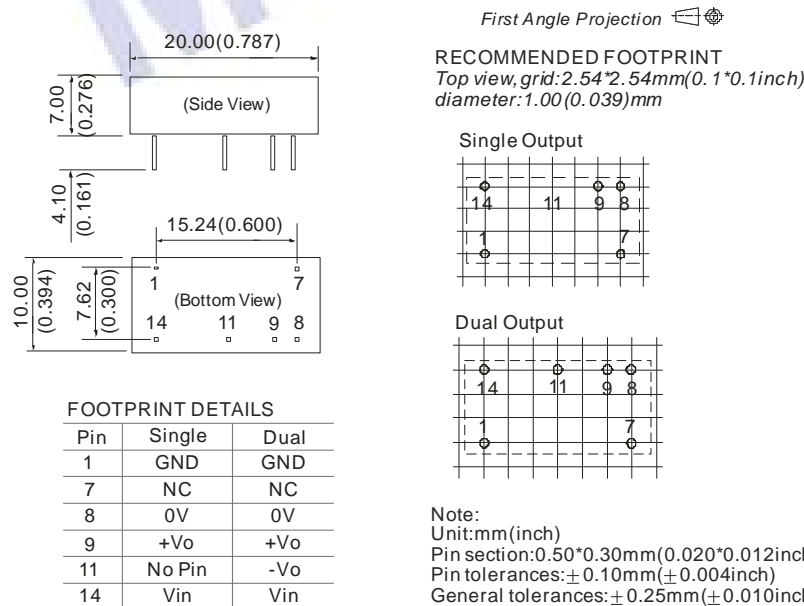 First Angle Projection
20.00(0.787)
7.00
(0.276)
(Side View)
4.10
(0.161)
15.24(0.600)
10.00
(0.394)
7.62
(0.300)
1 7
(Bottom View)
14 11 9 8
RECOMMENDED FOOTPRINT
Top view,grid:2.54*2.54mm(0.1*0.1inch)
diameter:1.00(0.039)mm
Single Output
14 11 9 8
1 7
Dual Output
14 11 9 8
1 7
FOOTPRINT DETAILS
Pin Single Dual
1 GND GND
7 NC NC
8 0V 0V
9 +Vo +Vo
11 No Pin -Vo
14 Vin Vin
Note:
Unit:mm(inch)
Pin section:0.50*0.30mm(0.020*0.012inc
Pin tolerances:±0.10mm(±0.004inch)
General tolerances:±0.25mm(±0.010inc